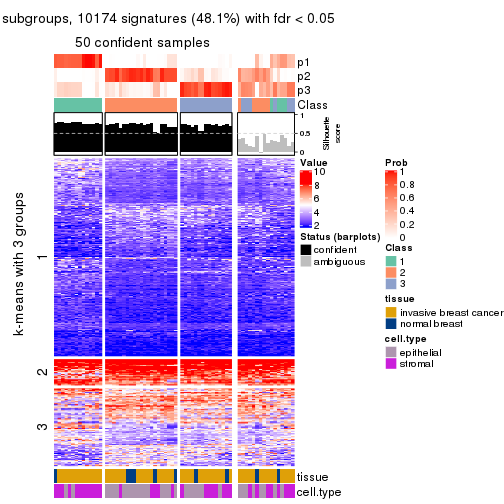 subgroups, 10174 signatures (48.1%) with fdr < 0.05
50 confident samples
p1
p2
p3
Class
1
0.5
0
Silhouette
score
k-means with 3 groups
1
2
3
tissue
cell.type
Value
10
8
6
4
2
Status (barplots)
confident
ambiguous
Prob
1
0.8
0.6
0.4
0.2
0
Class
1
2
3
tissue
invasive breast cancer
normal breast
cell.type
epithelial
stromal